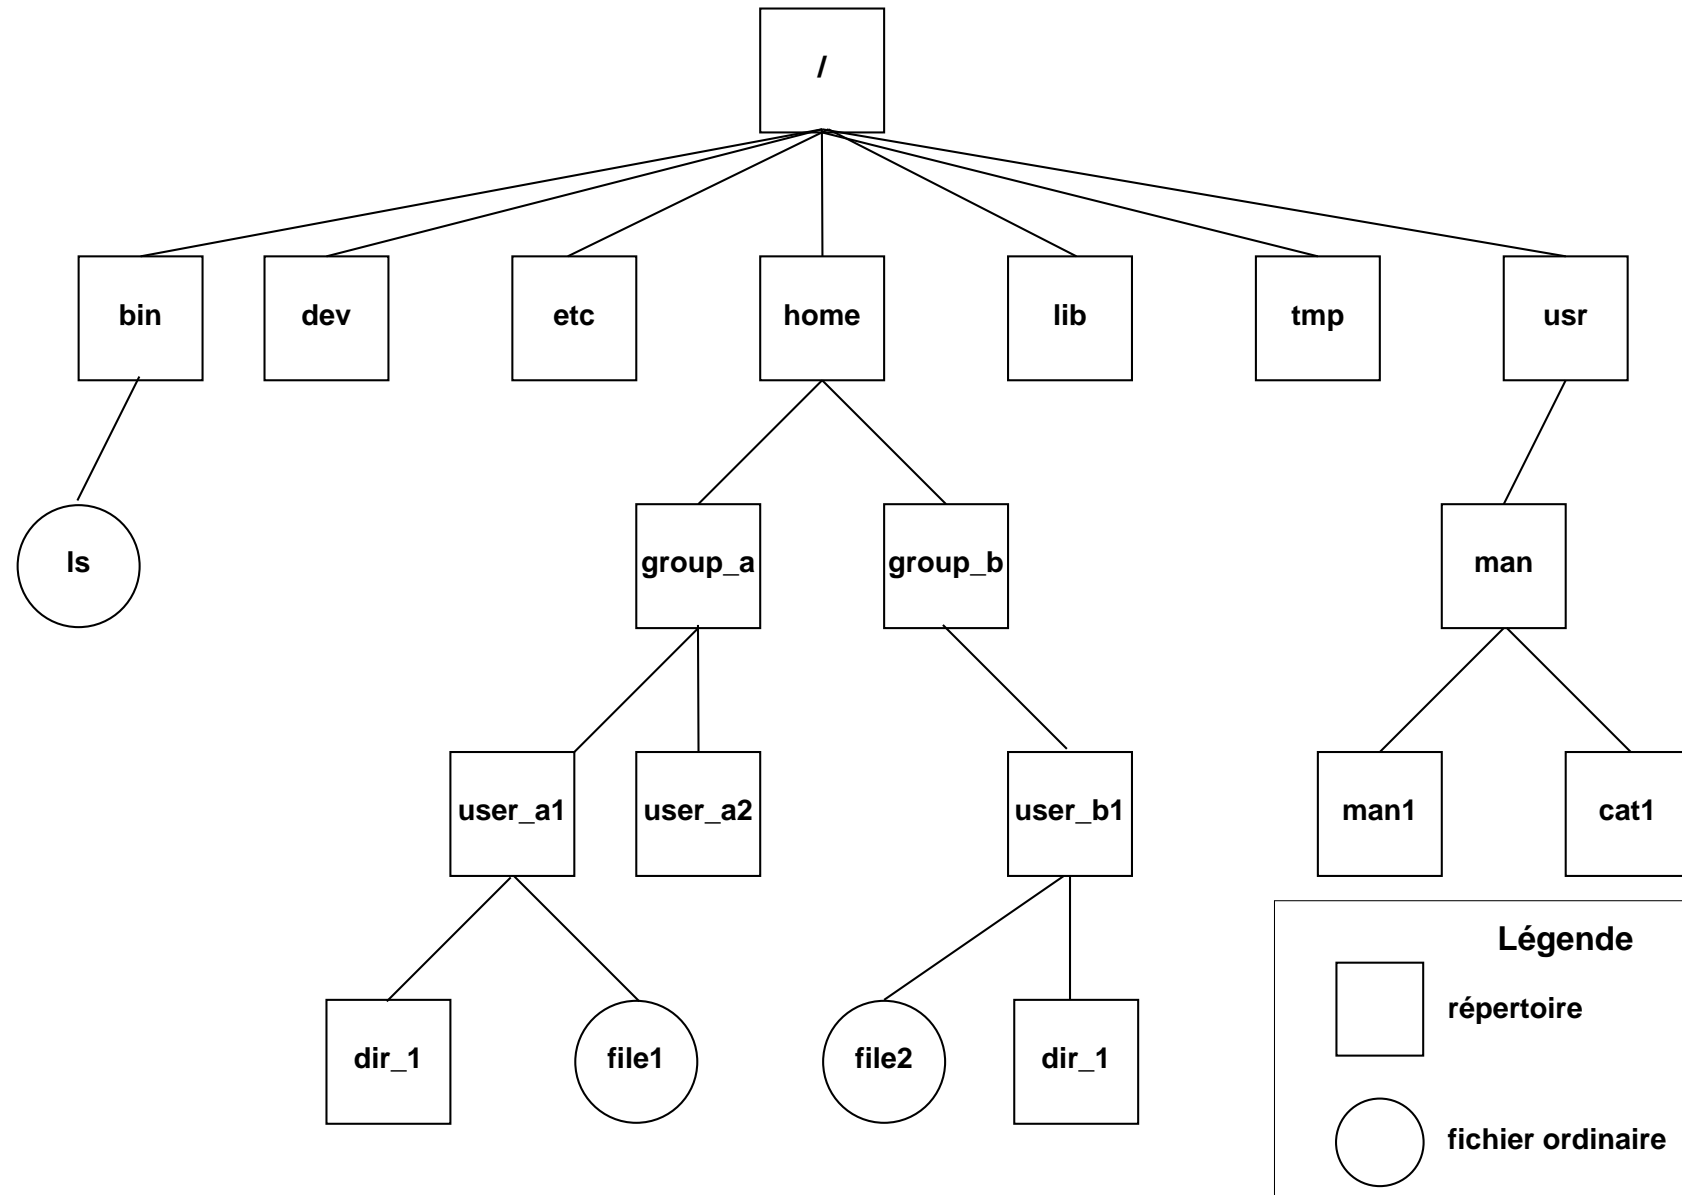 /
bin
dev
etc
home
lib
tmp
usr
ls
group_a
group_b
man
user_a1
user_a2
user_b1
man1
cat1
dir_1
file1
file2
dir_1
Légende
répertoire
fichier ordinaire